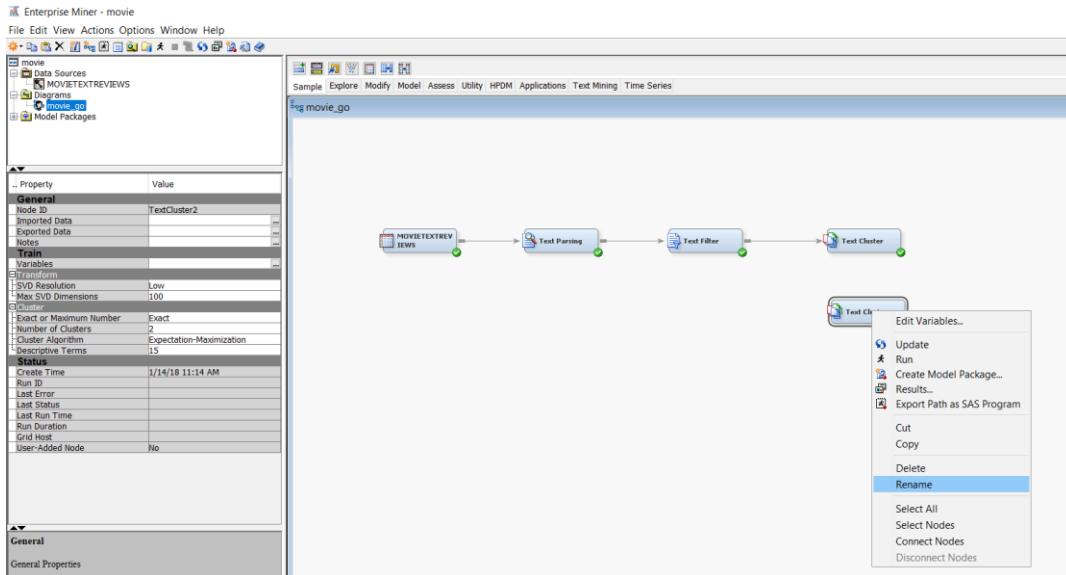 Enterprise Miner - movie
File Edit View Actions Options Window Help
movie
Data Sources
MOVIETEXTREVIEWS
Diagrams
movie_go
Model Packages
.. Property Value
General
Node ID TextCluster2
Imported Data ...
Exported Data ...
Notes ...
Train
Variables ...
Transform
SVD Resolution Low
Max SVD Dimensions 100
Cluster
Exact or Maximum Number Exact
Number of Clusters 2
Cluster Algorithm Expectation-Maximization
Descriptive Terms 15
Status
Create Time 1/14/18 11:14 AM
Run ID
Last Error
Last Status
Last Run Time
Run Duration
Grid Host
User-Added Node No
General
General Properties
Sample Explore Modify Model Assess Utility HPDM Applications Text Mining Time Series
movie_go
MOVIETEXTREV
IEWS
Text Parsing
Text Filter
Text Cluster
Text Clu
Edit Variables...
Update
Run
Create Model Package...
Results...
Export Path as SAS Program
Cut
Copy
Delete
Rename
Select All
Select Nodes
Connect Nodes
Disconnect Nodes